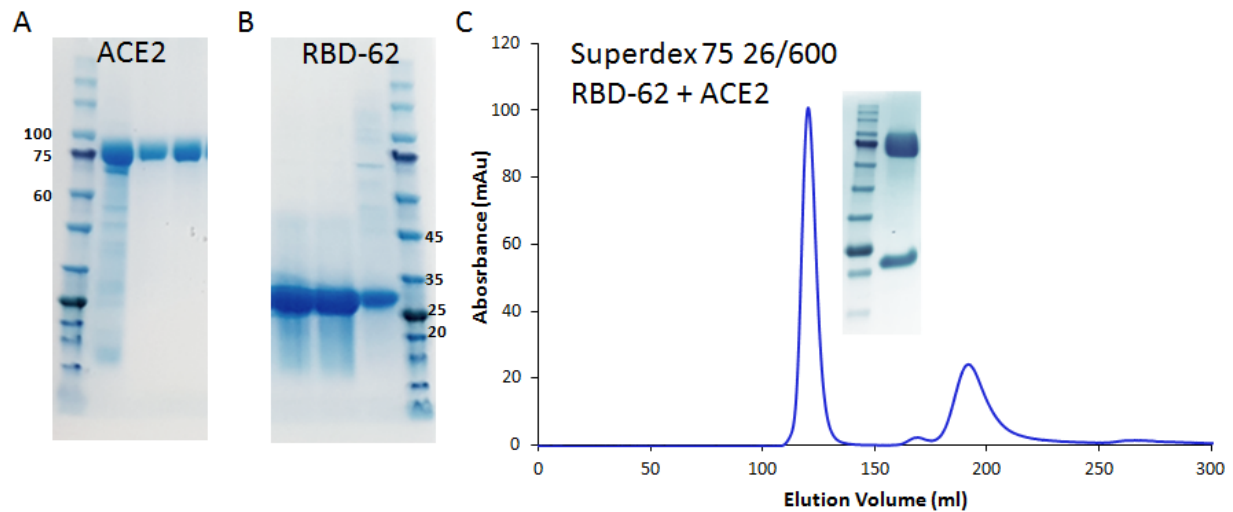 A
ACE2
100
75
60
B
RBD-62
45
35
25
20
C
Superdex 75 26/600
RBD-62 + ACE2
Abosrbance (mAu)
120
100
80
60
40
20
0
0 50 100 150 200 250 300
Elution Volume (ml)